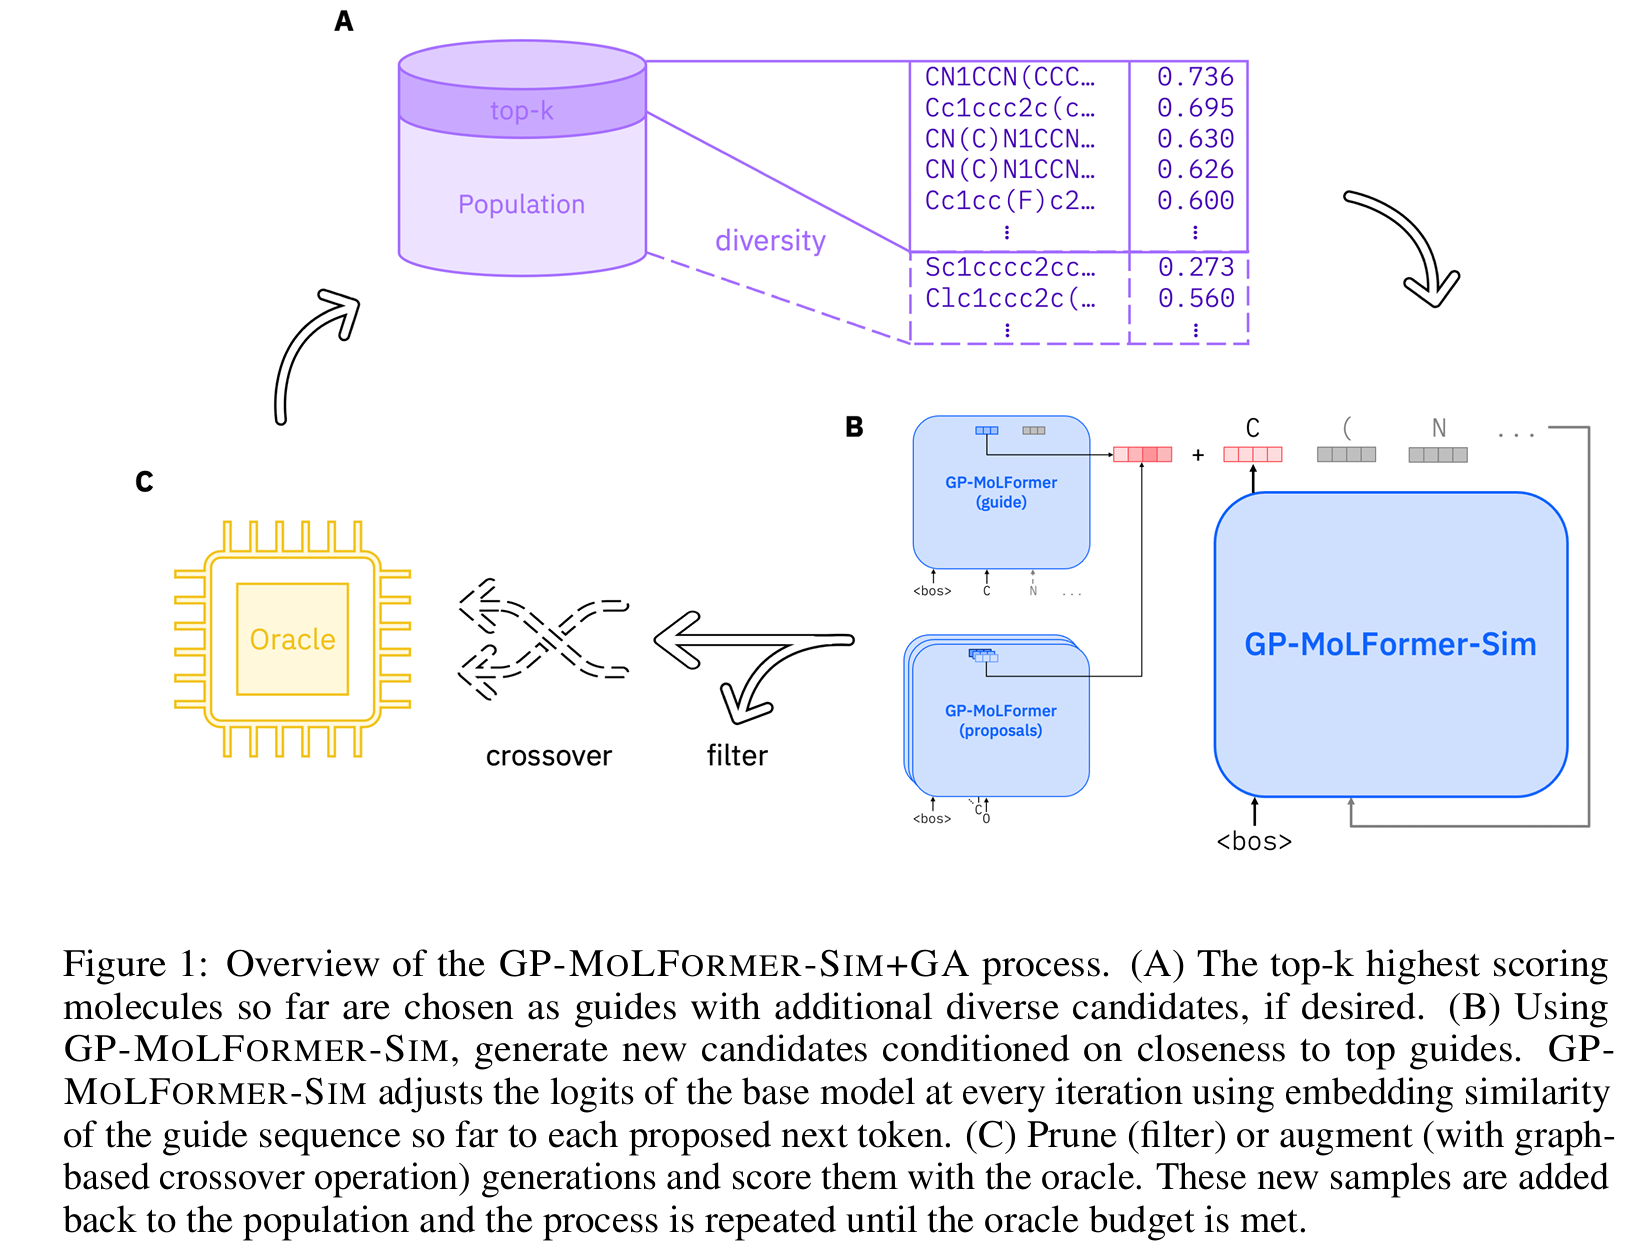 A
top-k
Population
diversity
CN1CCN(CCC… 0.736
Cc1ccc2c(c… 0.695
CN(C)N1CCN… 0.630
CN(C)N1CCN… 0.626
Cc1cc(F)c2… 0.600
⋮ ⋮
Sc1cccc2cc… 0.273
Clc1ccc2c(… 0.560
⋮ ⋮
B
GP-MoLFormer
(guide)
<bos> C N ...
+
C ( N ...
GP-MoLFormer
(proposals)
<bos> C O
GP-MoLFormer-Sim
<bos>
C
Oracle
crossover
filter
Figure 1: Overview of the GP-MOLFORMER-SIM+GA process. (A) The top-k highest scoring
molecules so far are chosen as guides with additional diverse candidates, if desired. (B) Using
GP-MOLFORMER-SIM, generate new candidates conditioned on closeness to top guides. GP-
MOLFORMER-SIM adjusts the logits of the base model at every iteration using embedding similarity
of the guide sequence so far to each proposed next token. (C) Prune (filter) or augment (with graph-
based crossover operation) generations and score them with the oracle. These new samples are added
back to the population and the process is repeated until the oracle budget is met.